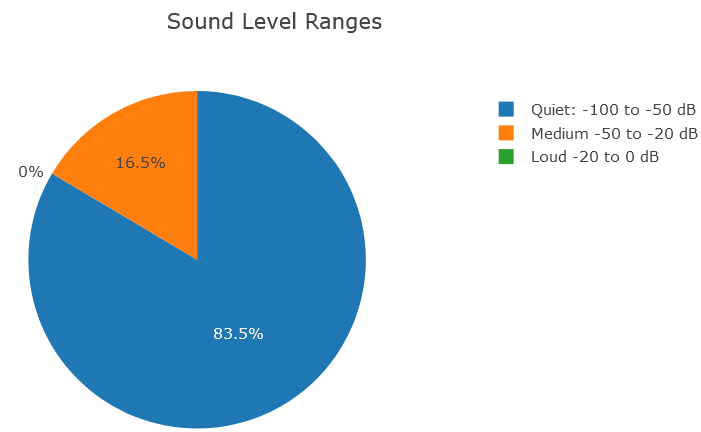 Sound Level Ranges
Quiet: -100 to -50 dB
Medium -50 to -20 dB
Loud -20 to 0 dB
16.5%
0%
83.5%